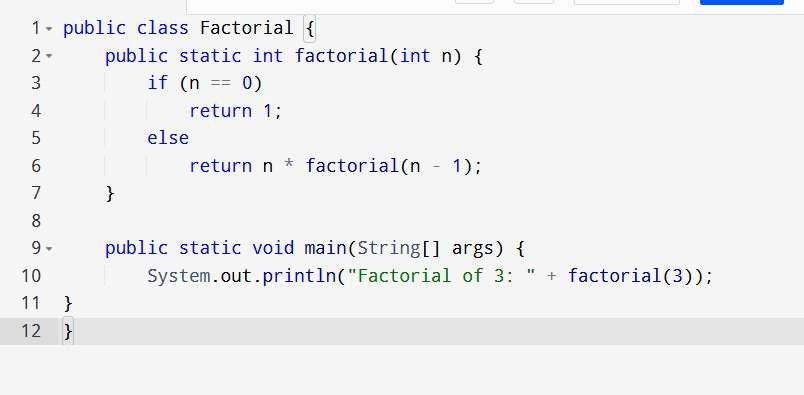 1 public class Factorial {
2     public static int factorial(int n) {
3         if (n == 0)
4             return 1;
5         else
6             return n * factorial(n - 1);
7     }
8
9     public static void main(String[] args) {
10         System.out.println("Factorial of 3: " + factorial(3));
11 }
12 }